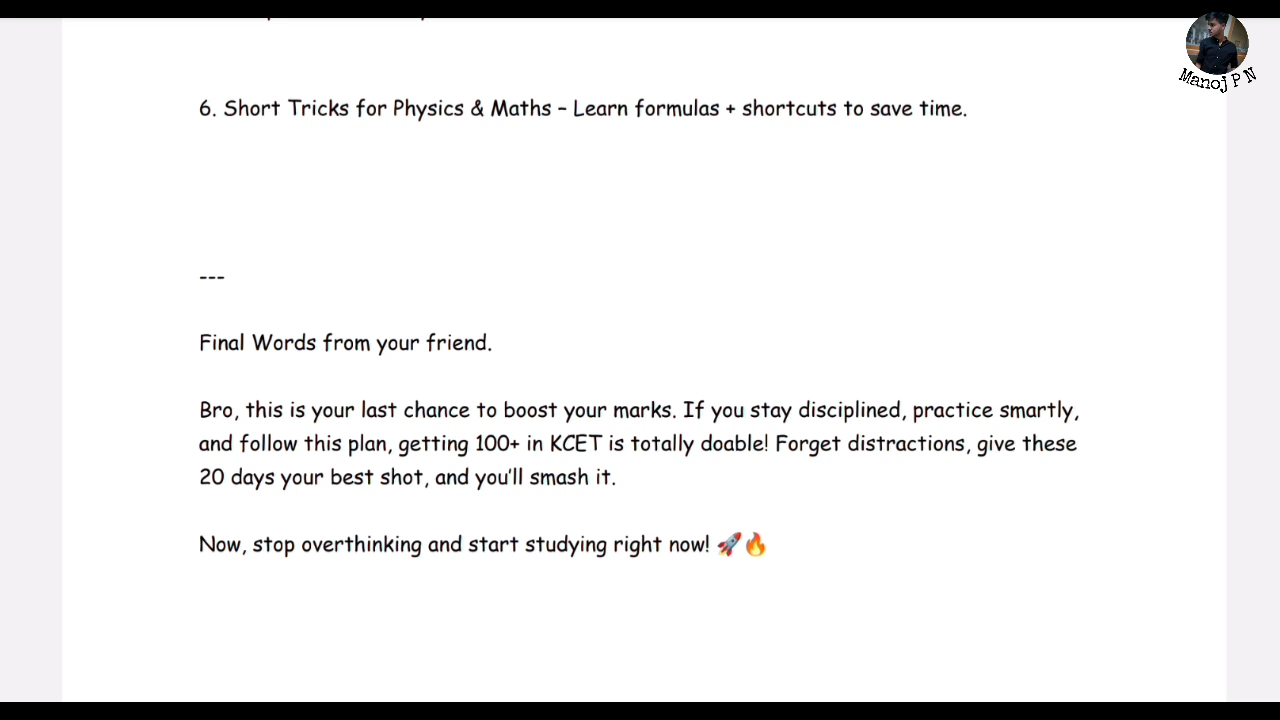 Manoj P N
6. Short Tricks for Physics & Maths – Learn formulas + shortcuts to save time.
---
Final Words from your friend.
Bro, this is your last chance to boost your marks. If you stay disciplined, practice smartly,
and follow this plan, getting 100+ in KCET is totally doable! Forget distractions, give these
20 days your best shot, and you'll smash it.
Now, stop overthinking and start studying right now! 🚀🔥